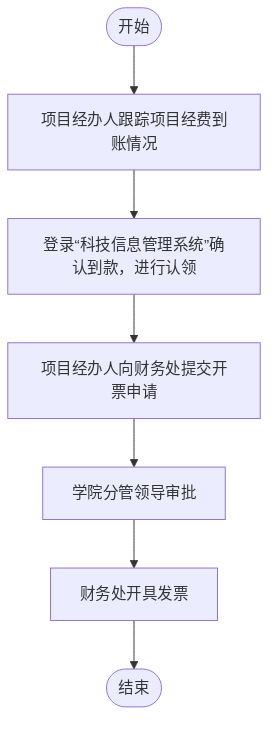 开始
项目经办人跟踪项目经费到
账情况
登录“科技信息管理系统”确
认到款，进行认领
项目经办人向财务处提交开
票申请
学院分管领导审批
财务处开具发票
结束